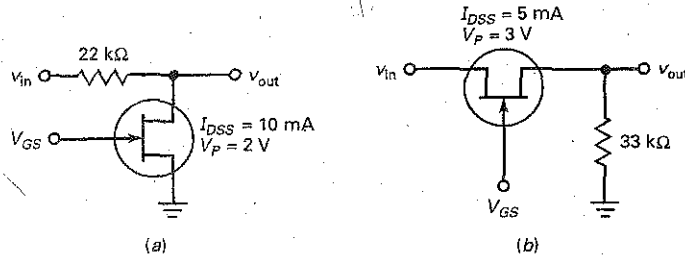 22 kΩ
v_in
v_out
V_GS
I_DSS = 10 mA
V_P = 2 V
(a)
I_DSS = 5 mA
V_P = 3 V
v_in
v_out
33 kΩ
V_GS
(b)